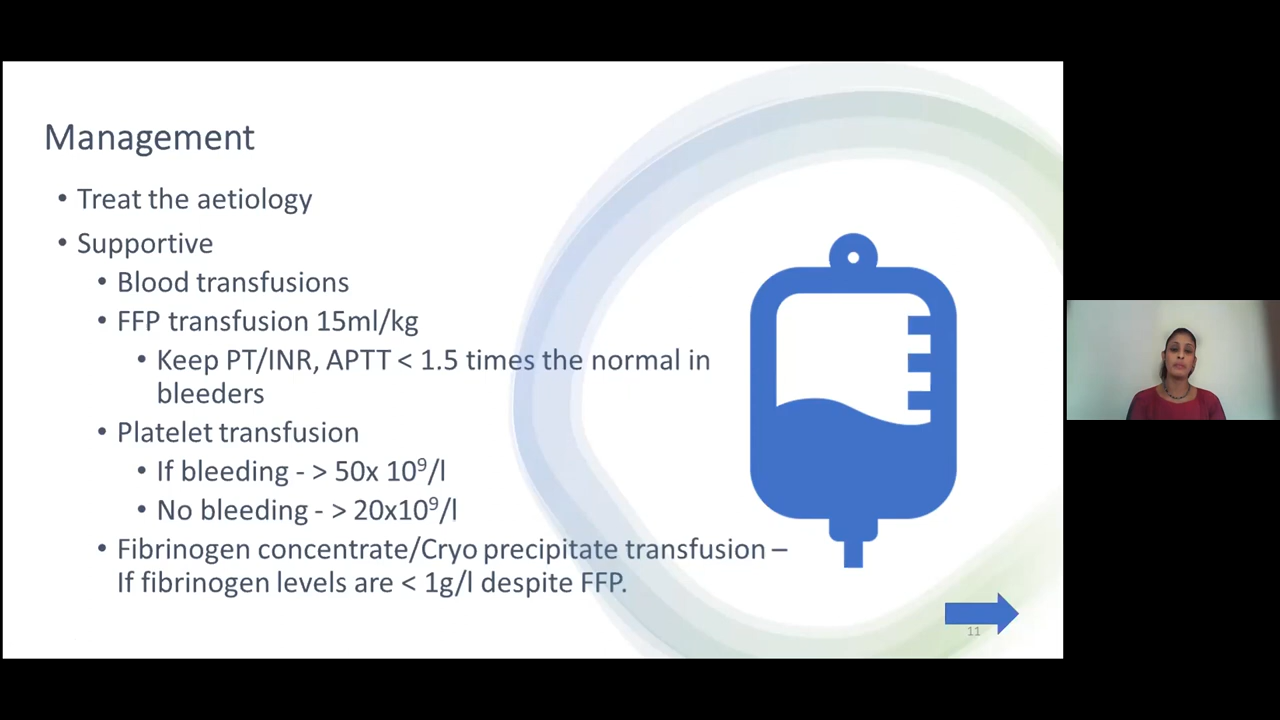 Management
• Treat the aetiology
• Supportive
• Blood transfusions
• FFP transfusion 15ml/kg
• Keep PT/INR, APTT < 1.5 times the normal in
bleeders
• Platelet transfusion
• If bleeding - > 50x 10⁹/l
• No bleeding - > 20x10⁹/l
• Fibrinogen concentrate/Cryo precipitate transfusion –
If fibrinogen levels are < 1g/l despite FFP.
11